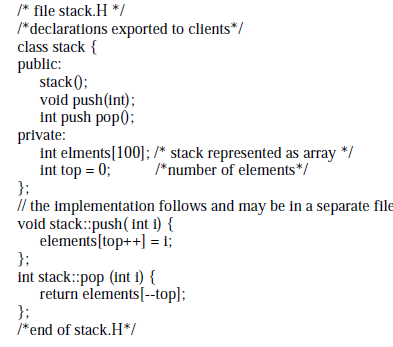 /* file stack.H */
/*declarations exported to clients*/
class stack {
public:
stack();
void push(int);
int push pop();
private:
int elments[100]; /* stack represented as array */
int top = 0; /*number of elements*/
};
// the implementation follows and may be in a separate file
void stack::push( int i) {
elements[top++] = i;
};
int stack::pop (int i) {
return elements[--top];
};
/*end of stack.H*/